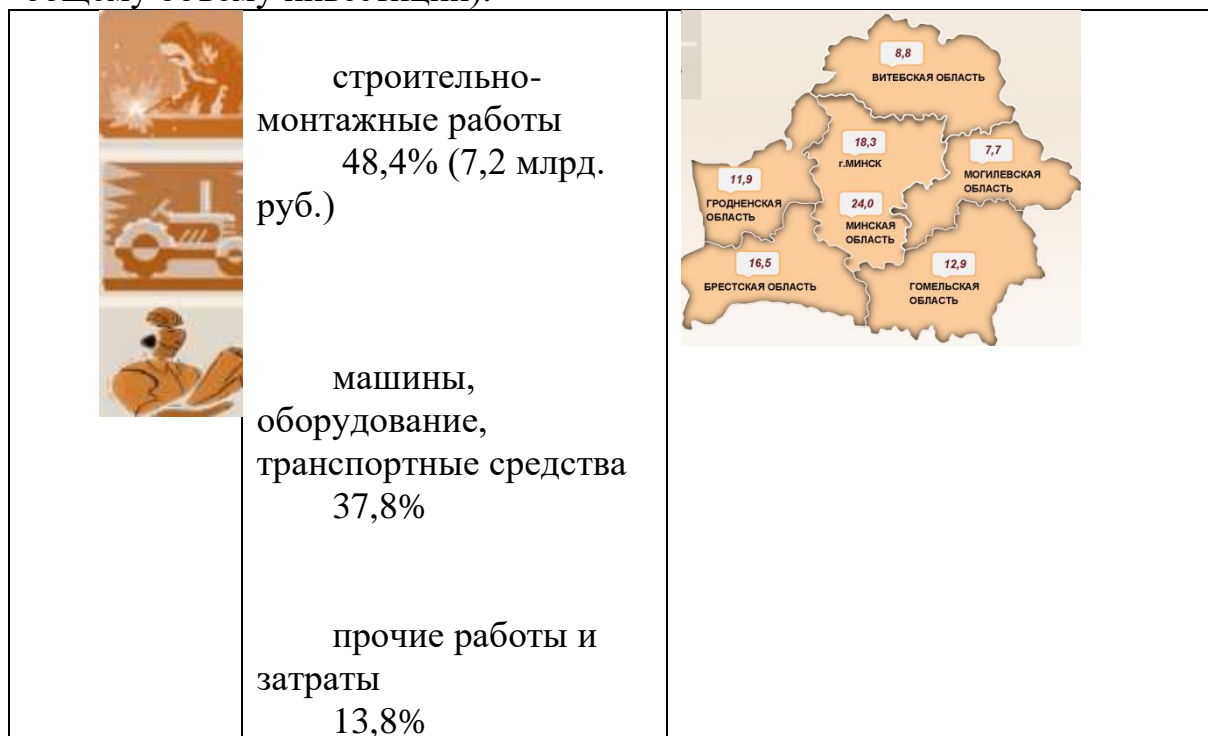 строительно-
монтажные работы
48,4% (7,2 млрд.
руб.)
машины,
оборудование,
транспортные средства
37,8%
прочие работы и
затраты
13,8%
8,8
ВИТЕБСКАЯ ОБЛАСТЬ
18,3
г.МИНСК
7,7
МОГИЛЕВСКАЯ
ОБЛАСТЬ
11,9
ГРОДНЕНСКАЯ
ОБЛАСТЬ
24,0
МИНСКАЯ
ОБЛАСТЬ
16,5
БРЕСТСКАЯ ОБЛАСТЬ
12,9
ГОМЕЛЬСКАЯ
ОБЛАСТЬ